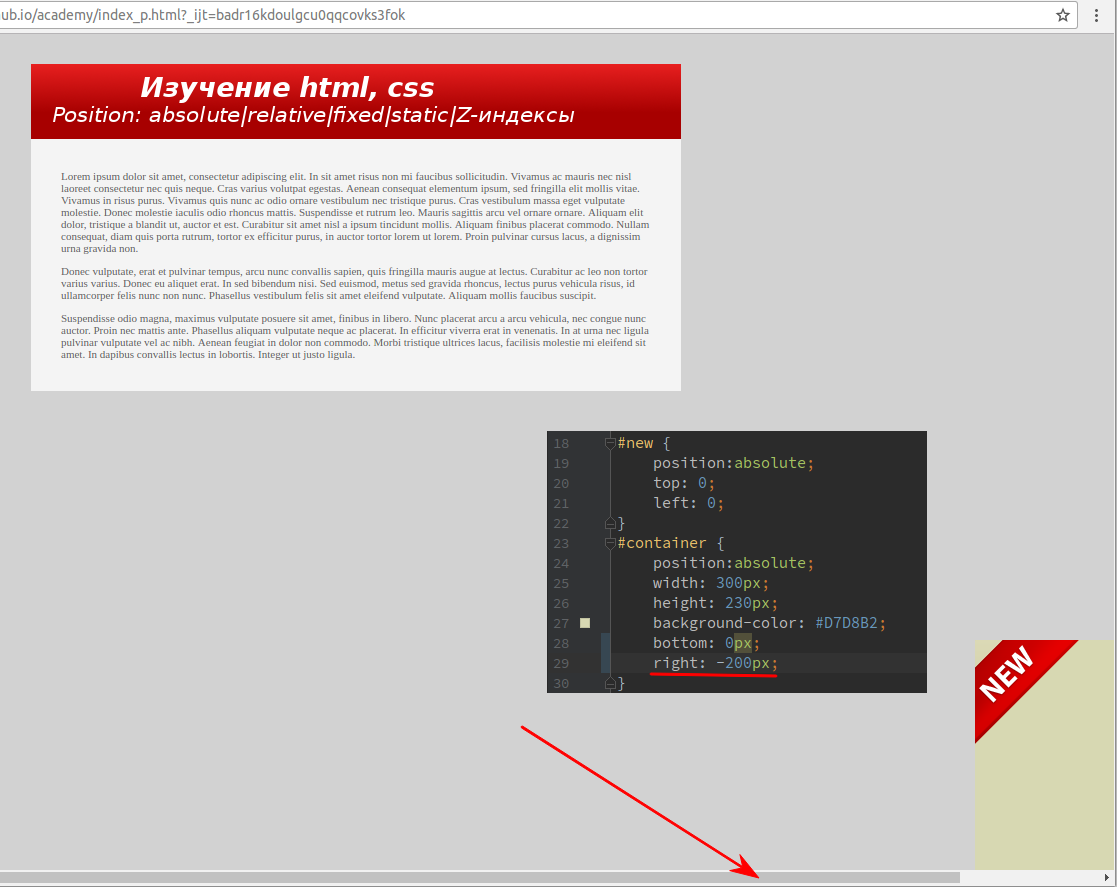 ub.io/academy/index_p.html?_ijt=badr16kdoulgcu0qqcovks3fok
Изучение html, css
Position: absolute|relative|fixed|static|Z-индексы
Lorem ipsum dolor sit amet, consectetur adipiscing elit. In sit amet risus non mi faucibus sollicitudin. Vivamus ac mauris nec nisl
laoreet consectetur nec quis neque. Cras varius volutpat egestas. Aenean consequat elementum ipsum, sed fringilla elit mollis vitae.
Vivamus in risus purus. Vivamus quis nunc ac odio ornare vestibulum nec tristique purus. Cras vestibulum massa eget vulputate
molestie. Donec molestie iaculis odio rhoncus mattis. Suspendisse et rutrum leo. Mauris sagittis arcu vel ornare ornare. Aliquam elit
dolor, tristique a blandit ut, auctor et est. Curabitur sit amet nisl a ipsum tincidunt mollis. Aliquam finibus placerat commodo. Nullam
consequat, diam quis porta rutrum, tortor ex efficitur purus, in auctor tortor lorem ut lorem. Proin pulvinar cursus lacus, a dignissim
urna gravida non.
Donec vulputate, erat et pulvinar tempus, arcu nunc convallis sapien, quis fringilla mauris augue at lectus. Curabitur ac leo non tortor
varius varius. Donec eu aliquet erat. In sed bibendum nisi. Sed euismod, metus sed gravida rhoncus, lectus purus vehicula risus, id
ullamcorper felis nunc non nunc. Phasellus vestibulum felis sit amet eleifend vulputate. Aliquam mollis faucibus suscipit.
Suspendisse odio magna, maximus vulputate posuere sit amet, finibus in libero. Nunc placerat arcu a arcu vehicula, nec congue nunc
auctor. Proin nec mattis ante. Phasellus aliquam vulputate neque ac placerat. In efficitur viverra erat in venenatis. In at urna nec ligula
pulvinar vulputate vel ac nibh. Aenean feugiat in dolor non commodo. Morbi tristique ultrices lacus, facilisis molestie mi eleifend sit
amet. In dapibus convallis lectus in lobortis. Integer ut justo ligula.
18 #new {
19 position:absolute;
20 top: 0;
21 left: 0;
22 }
23 #container {
24 position:absolute;
25 width: 300px;
26 height: 230px;
27 background-color: #D7D8B2;
28 bottom: 0px;
29 right: -200px;
30 }
NEW